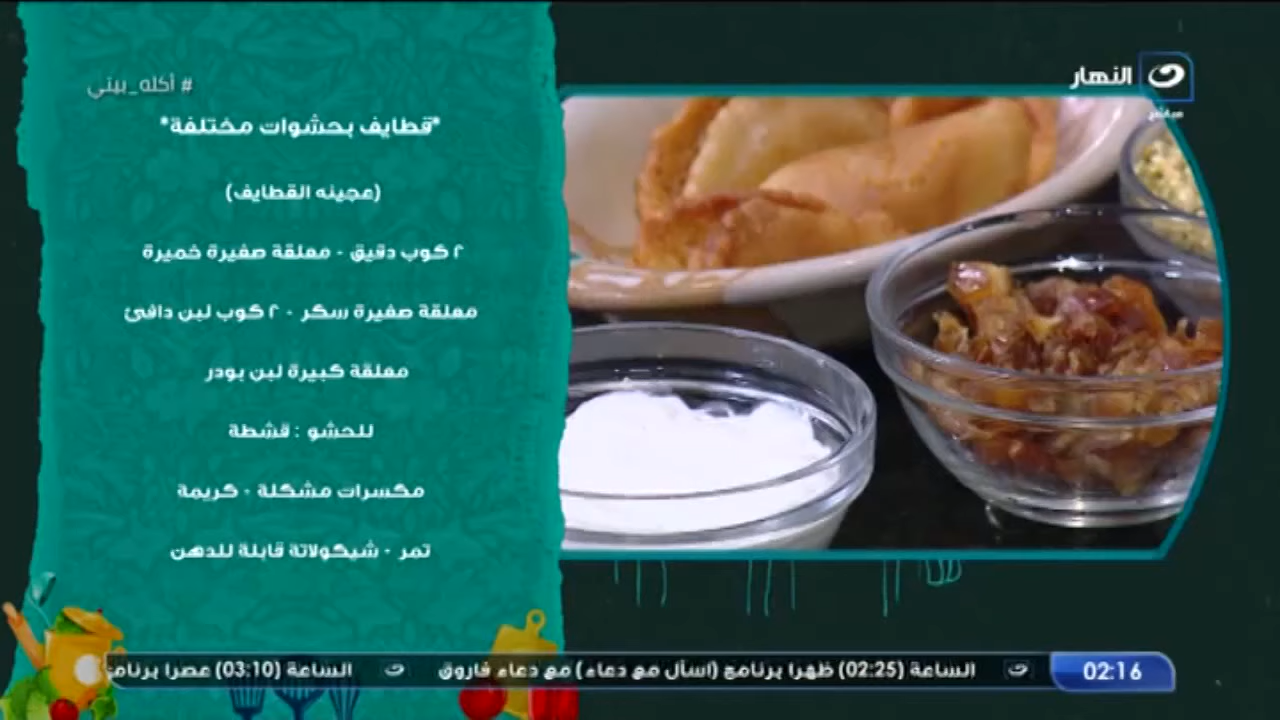 # أكله_بيتي
*قطايف بحشوات مختلفة*
(عجينه القطايف)
٢ كوب دقيق - معلقة صغيرة خميرة
معلقة صغيرة سكر - ٢ كوب لبن دافئ
معلقة كبيرة لبن بودر
للحشو : قشطة
مكسرات مشكلة - كريمة
تمر - شيكولاتة قابلة للدهن
النهار
مباشر
02:16
الساعة (02:25) ظهرا برنامج (اسأل مع دعاء) مع دعاء فاروق الساعة (03:10) عصرا برنامج